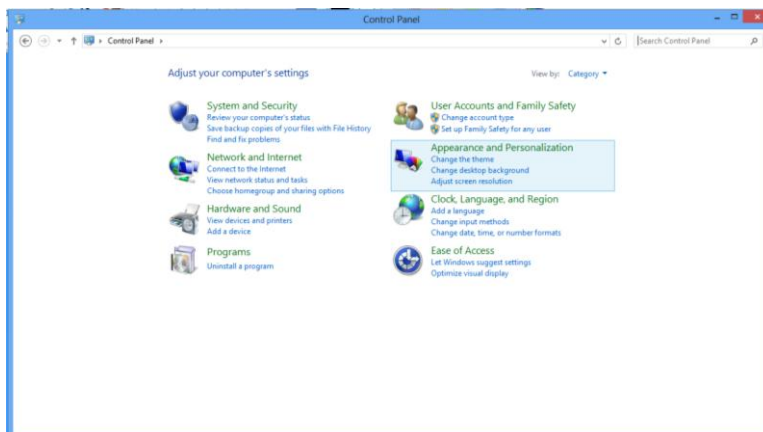 Control Panel
Control Panel
Search Control Panel
Adjust your computer's settings
View by: Category
System and Security
Review your computer's status
Save backup copies of your files with File History
Find and fix problems
Network and Internet
Connect to the Internet
View network status and tasks
Choose homegroup and sharing options
Hardware and Sound
View devices and printers
Add a device
Programs
Uninstall a program
User Accounts and Family Safety
Change account type
Set up Family Safety for any user
Appearance and Personalization
Change the theme
Change desktop background
Adjust screen resolution
Clock, Language, and Region
Add a language
Change input methods
Change date, time, or number formats
Ease of Access
Let Windows suggest settings
Optimize visual display